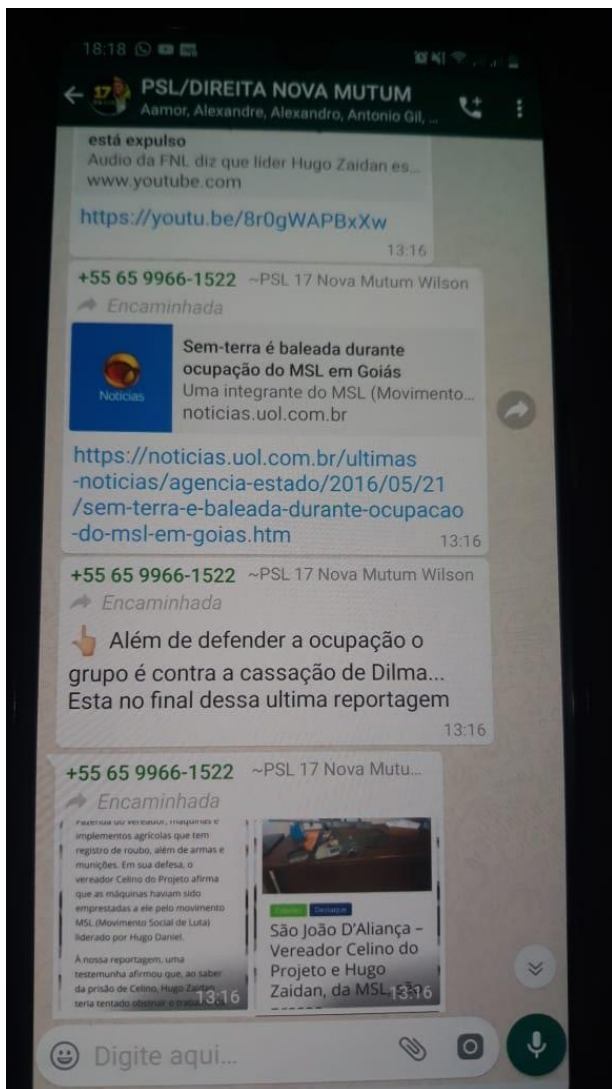 18:18
PSL/DIREITA NOVA MUTUM
Aamor, Alexandre, Alexandro, Antonio Gil, ...
está expulso
Audio da FNL diz que líder Hugo Zaidan es...
www.youtube.com
https://youtu.be/8r0gWAPBxXw
13:16
+55 65 9966-1522 ~PSL 17 Nova Mutum Wilson
Encaminhada
Notícias
Sem-terra é baleada durante
ocupação do MSL em Goiás
Uma integrante do MSL (Movimento...
noticias.uol.com.br
https://noticias.uol.com.br/ultimas
-noticias/agencia-estado/2016/05/21
/sem-terra-e-baleada-durante-ocupacao
-do-msl-em-goias.htm
13:16
+55 65 9966-1522 ~PSL 17 Nova Mutum Wilson
Encaminhada
Além de defender a ocupação o
grupo é contra a cassação de Dilma...
Esta no final dessa ultima reportagem
13:16
+55 65 9966-1522 ~PSL 17 Nova Mutu...
Encaminhada
implementos agrícolas que tem
registro de roubo, além de armas e
munições. Em sua defesa, o
vereador Celino do Projeto afirma
que as máquinas haviam sido
emprestadas a ele pelo movimento
MSL (Movimento Social de Luta)
liderado por Hugo Daniel.
À nossa reportagem, uma
testemunha afirmou que, ao saber
da prisão de Celino, Hugo Zaidan
teria tentado obstruir o
13:16
Destaque
São João D'Aliança –
Vereador Celino do
Projeto e Hugo
Zaidan, da MSL, são
13:16
Digite aqui...